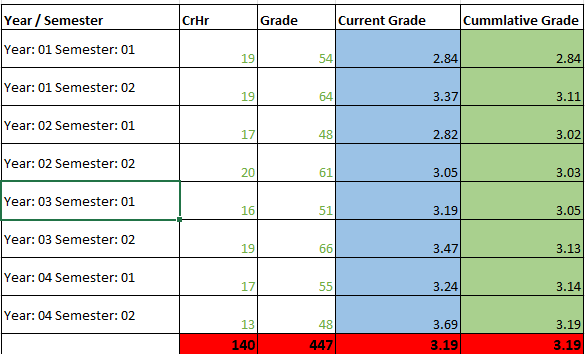 Year / Semester CrHr Grade Current Grade Cummlative Grade
Year: 01 Semester: 01 19 54 2.84 2.84
Year: 01 Semester: 02 19 64 3.37 3.11
Year: 02 Semester: 01 17 48 2.82 3.02
Year: 02 Semester: 02 20 61 3.05 3.03
Year: 03 Semester: 01 16 51 3.19 3.05
Year: 03 Semester: 02 19 66 3.47 3.13
Year: 04 Semester: 01 17 55 3.24 3.14
Year: 04 Semester: 02 13 48 3.69 3.19
140 447 3.19 3.19